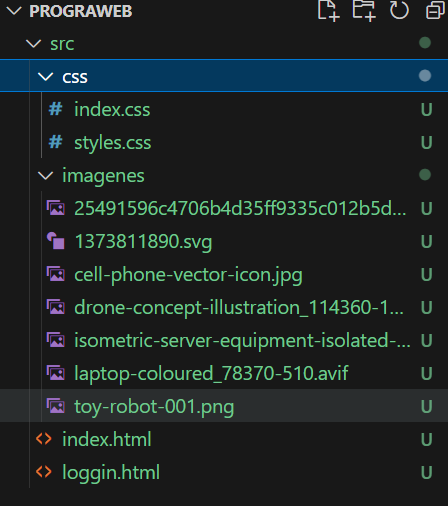 PROGRAWEB
src
css
# index.css U
# styles.css U
imagenes
25491596c4706b4d35ff9335c012b5d... U
1373811890.svg U
cell-phone-vector-icon.jpg U
drone-concept-illustration_114360-1... U
isometric-server-equipment-isolated-... U
laptop-coloured_78370-510.avif U
toy-robot-001.png U
<> index.html U
<> loggin.html U